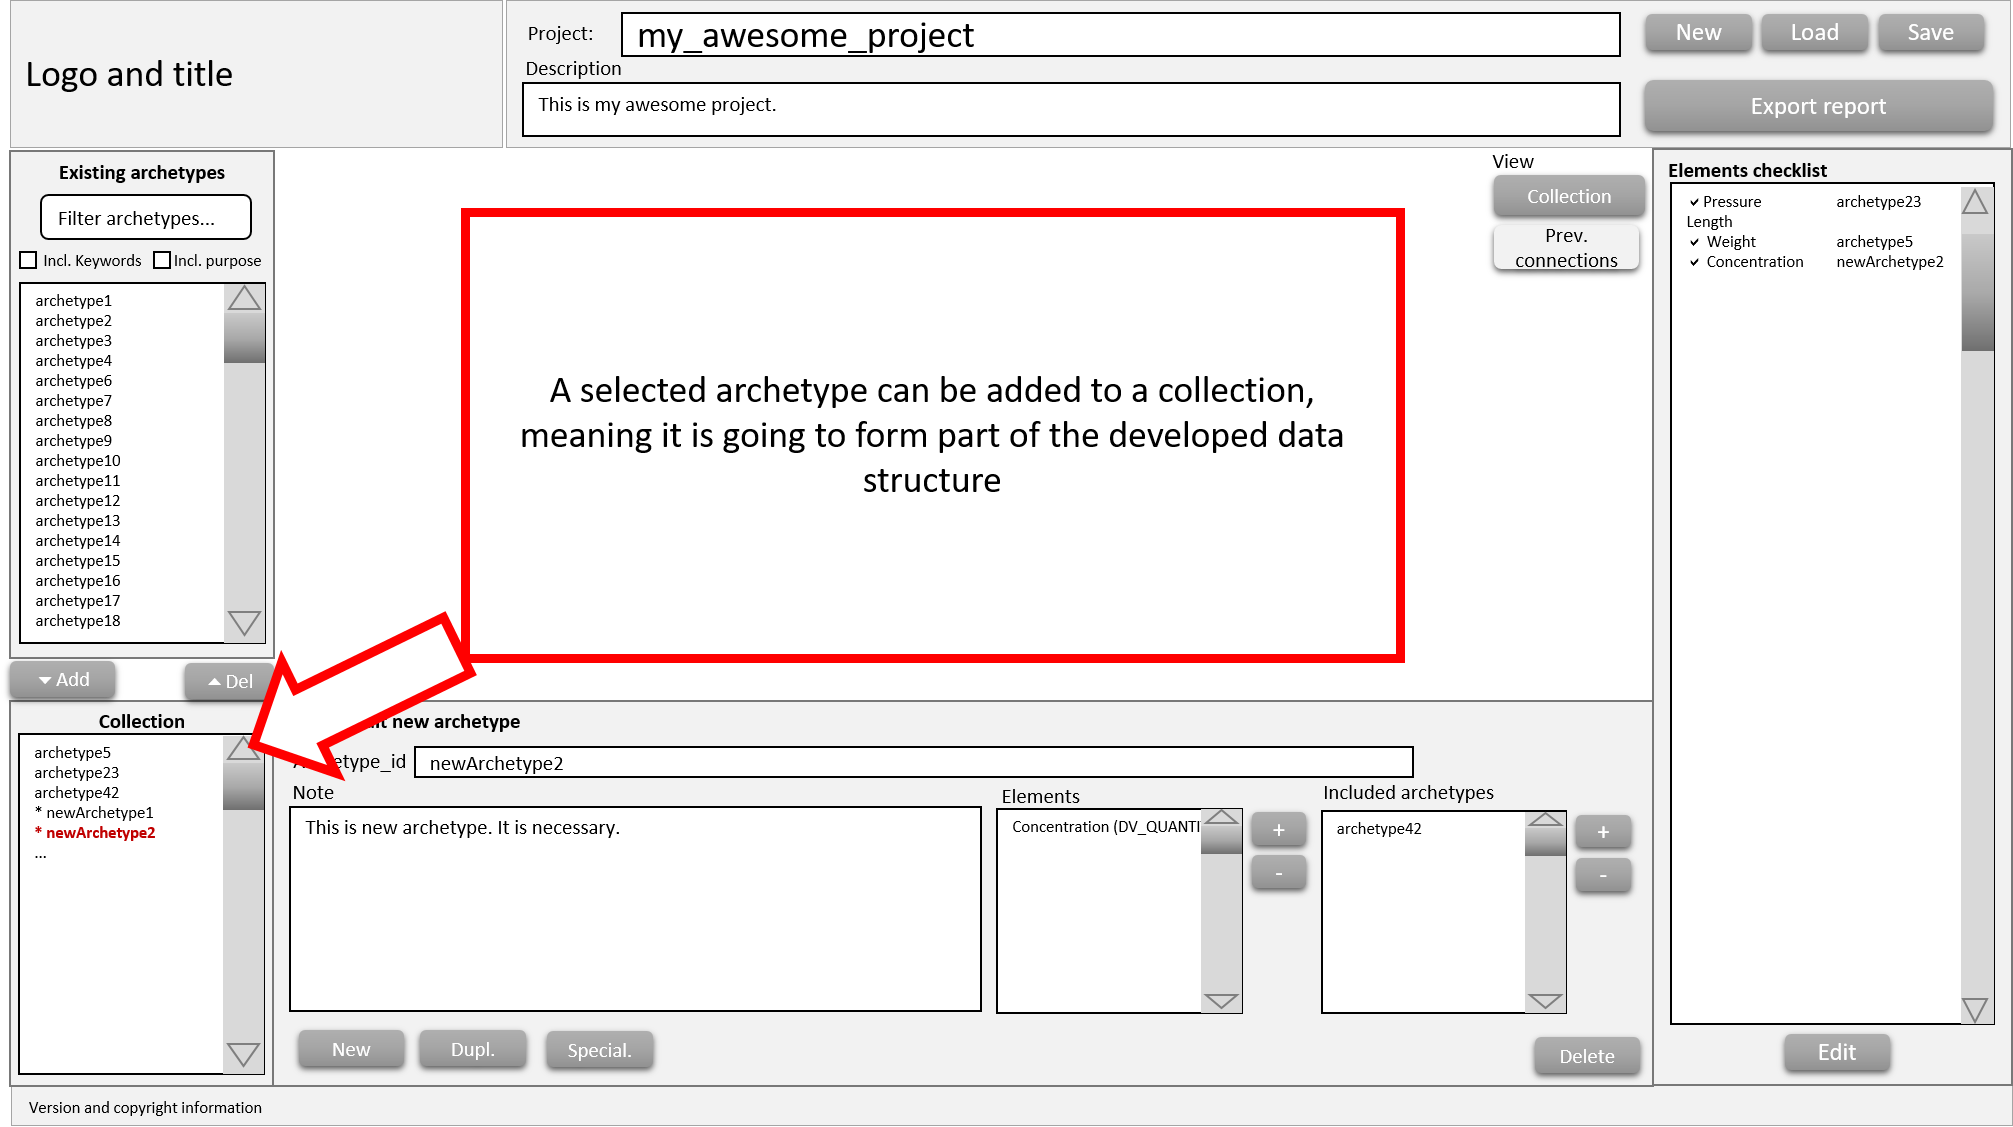 Logo and title
Project:
my_awesome_project
New
Load
Save
Description
This is my awesome project.
Export report
Existing archetypes
Filter archetypes...
Incl. Keywords
Incl. purpose
archetype1
archetype2
archetype3
archetype4
archetype6
archetype7
archetype8
archetype9
archetype10
archetype11
archetype12
archetype13
archetype14
archetype15
archetype16
archetype17
archetype18
Add
Del
View
Collection
Prev.
connections
A selected archetype can be added to a collection,
meaning it is going to form part of the developed data
structure
Elements checklist
Pressure archetype23
Length
Weight archetype5
Concentration newArchetype2
Edit
Collection
archetype5
archetype23
archetype42
* newArchetype1
* newArchetype2
...
new archetype
newArchetype2
Note
This is new archetype. It is necessary.
Elements
Concentration (DV_QUANTI
+
-
Included archetypes
archetype42
+
-
New
Dupl.
Special.
Delete
Version and copyright information